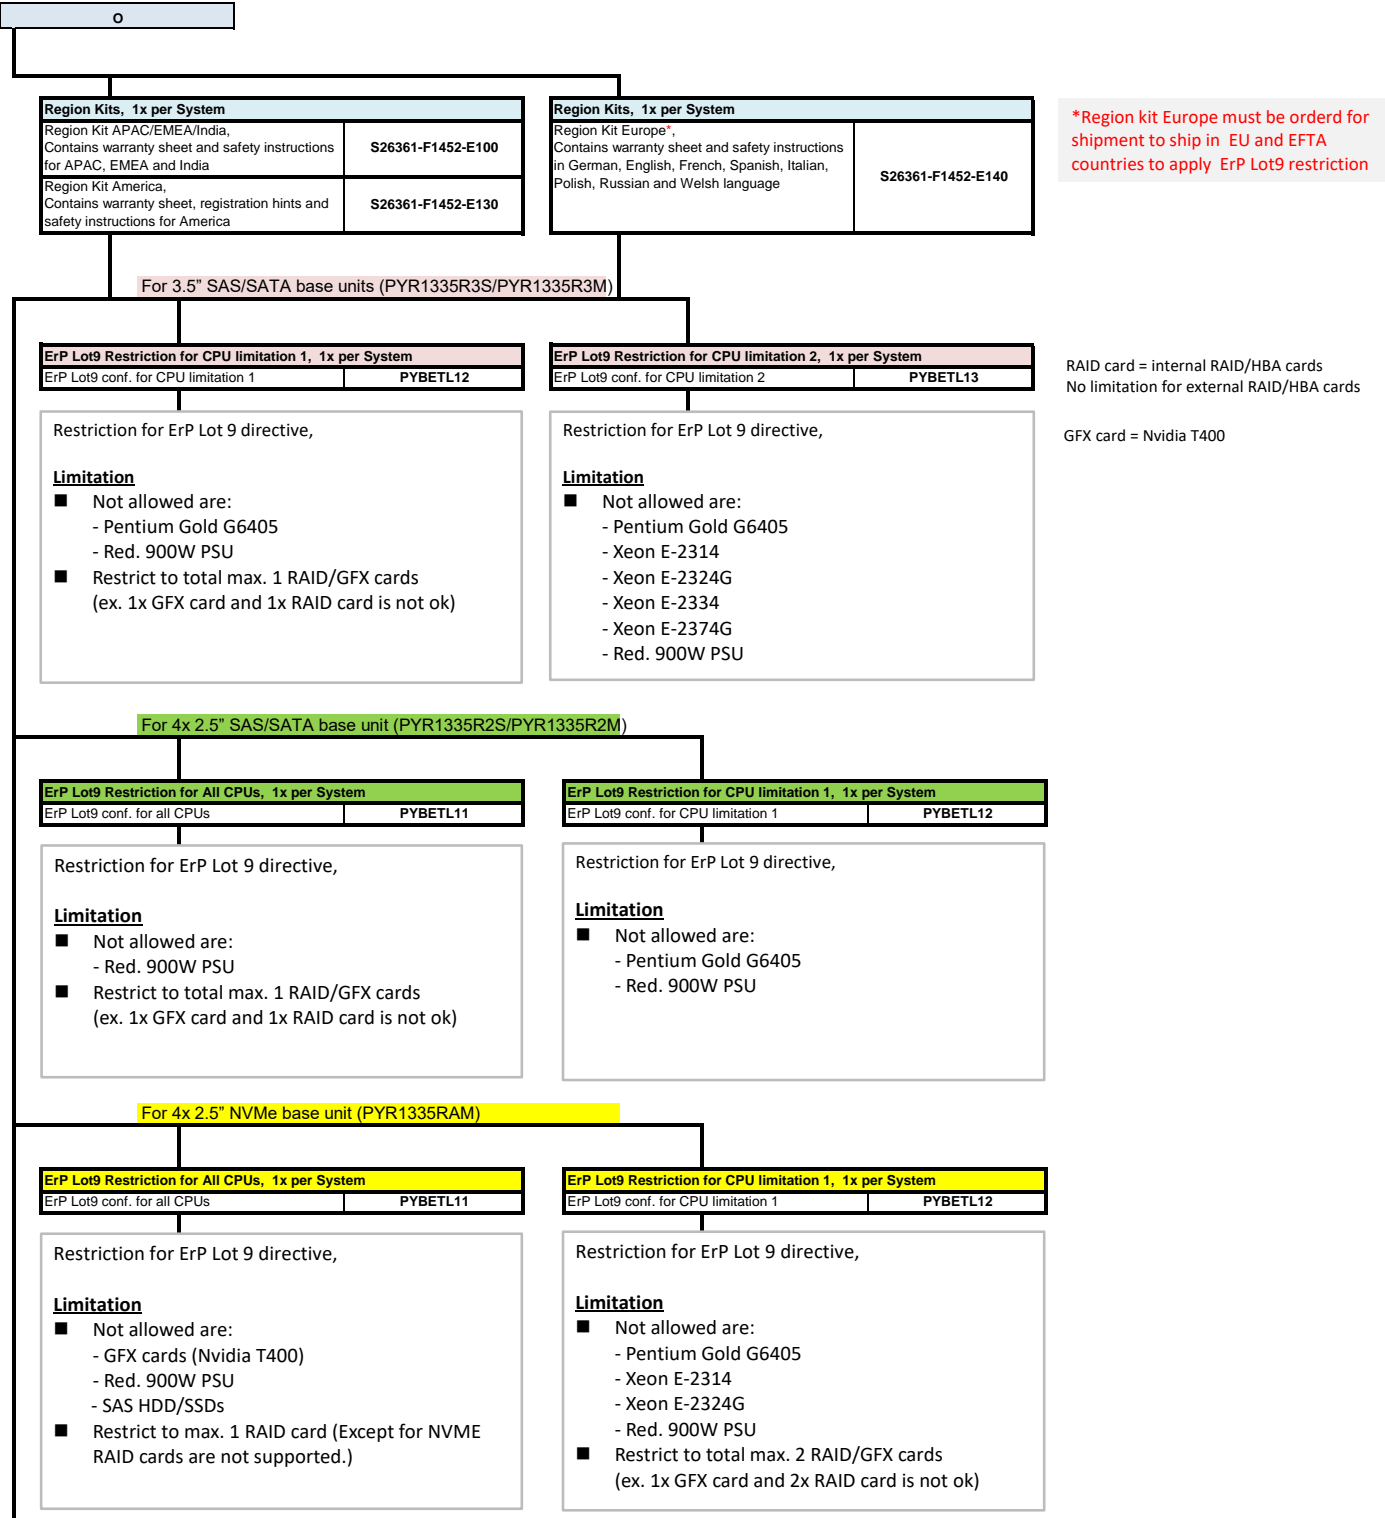 O
Region Kits,  1x per System
Region Kit APAC/EMEA/India,
Contains warranty sheet and safety instructions
for APAC, EMEA and India
S26361-F1452-E100
Region Kit America,
Contains warranty sheet, registration hints and
safety instructions for America
S26361-F1452-E130
Region Kits,  1x per System
Region Kit Europe*,
Contains warranty sheet and safety instructions
in German, English, French, Spanish, Italian,
Polish, Russian and Welsh language
S26361-F1452-E140
*Region kit Europe must be orderd for
shipment to ship in  EU and EFTA
countries to apply  ErP Lot9 restriction
For 3.5” SAS/SATA base units (PYR1335R3S/PYR1335R3M)
ErP Lot9 Restriction for CPU limitation 1,  1x per System
ErP Lot9 conf. for CPU limitation 1 PYBETL12
Restriction for ErP Lot 9 directive,
Limitation
■ Not allowed are:
- Pentium Gold G6405
- Red. 900W PSU
■ Restrict to total max. 1 RAID/GFX cards
(ex. 1x GFX card and 1x RAID card is not ok)
ErP Lot9 Restriction for CPU limitation 2,  1x per System
ErP Lot9 conf. for CPU limitation 2 PYBETL13
Restriction for ErP Lot 9 directive,
Limitation
■ Not allowed are:
- Pentium Gold G6405
- Xeon E-2314
- Xeon E-2324G
- Xeon E-2334
- Xeon E-2374G
- Red. 900W PSU
RAID card = internal RAID/HBA cards
No limitation for external RAID/HBA cards
GFX card = Nvidia T400
For 4x 2.5” SAS/SATA base unit (PYR1335R2S/PYR1335R2M)
ErP Lot9 Restriction for All CPUs,  1x per System
ErP Lot9 conf. for all CPUs PYBETL11
Restriction for ErP Lot 9 directive,
Limitation
■ Not allowed are:
- Red. 900W PSU
■ Restrict to total max. 1 RAID/GFX cards
(ex. 1x GFX card and 1x RAID card is not ok)
ErP Lot9 Restriction for CPU limitation 1,  1x per System
ErP Lot9 conf. for CPU limitation 1 PYBETL12
Restriction for ErP Lot 9 directive,
Limitation
■ Not allowed are:
- Pentium Gold G6405
- Red. 900W PSU
For 4x 2.5” NVMe base unit (PYR1335RAM)
ErP Lot9 Restriction for All CPUs,  1x per System
ErP Lot9 conf. for all CPUs PYBETL11
Restriction for ErP Lot 9 directive,
Limitation
■ Not allowed are:
- GFX cards (Nvidia T400)
- Red. 900W PSU
- SAS HDD/SSDs
■ Restrict to max. 1 RAID card (Except for NVME
RAID cards are not supported.)
ErP Lot9 Restriction for CPU limitation 1,  1x per System
ErP Lot9 conf. for CPU limitation 1 PYBETL12
Restriction for ErP Lot 9 directive,
Limitation
■ Not allowed are:
- Pentium Gold G6405
- Xeon E-2314
- Xeon E-2324G
- Red. 900W PSU
■ Restrict to total max. 2 RAID/GFX cards
(ex. 1x GFX card and 2x RAID card is not ok)